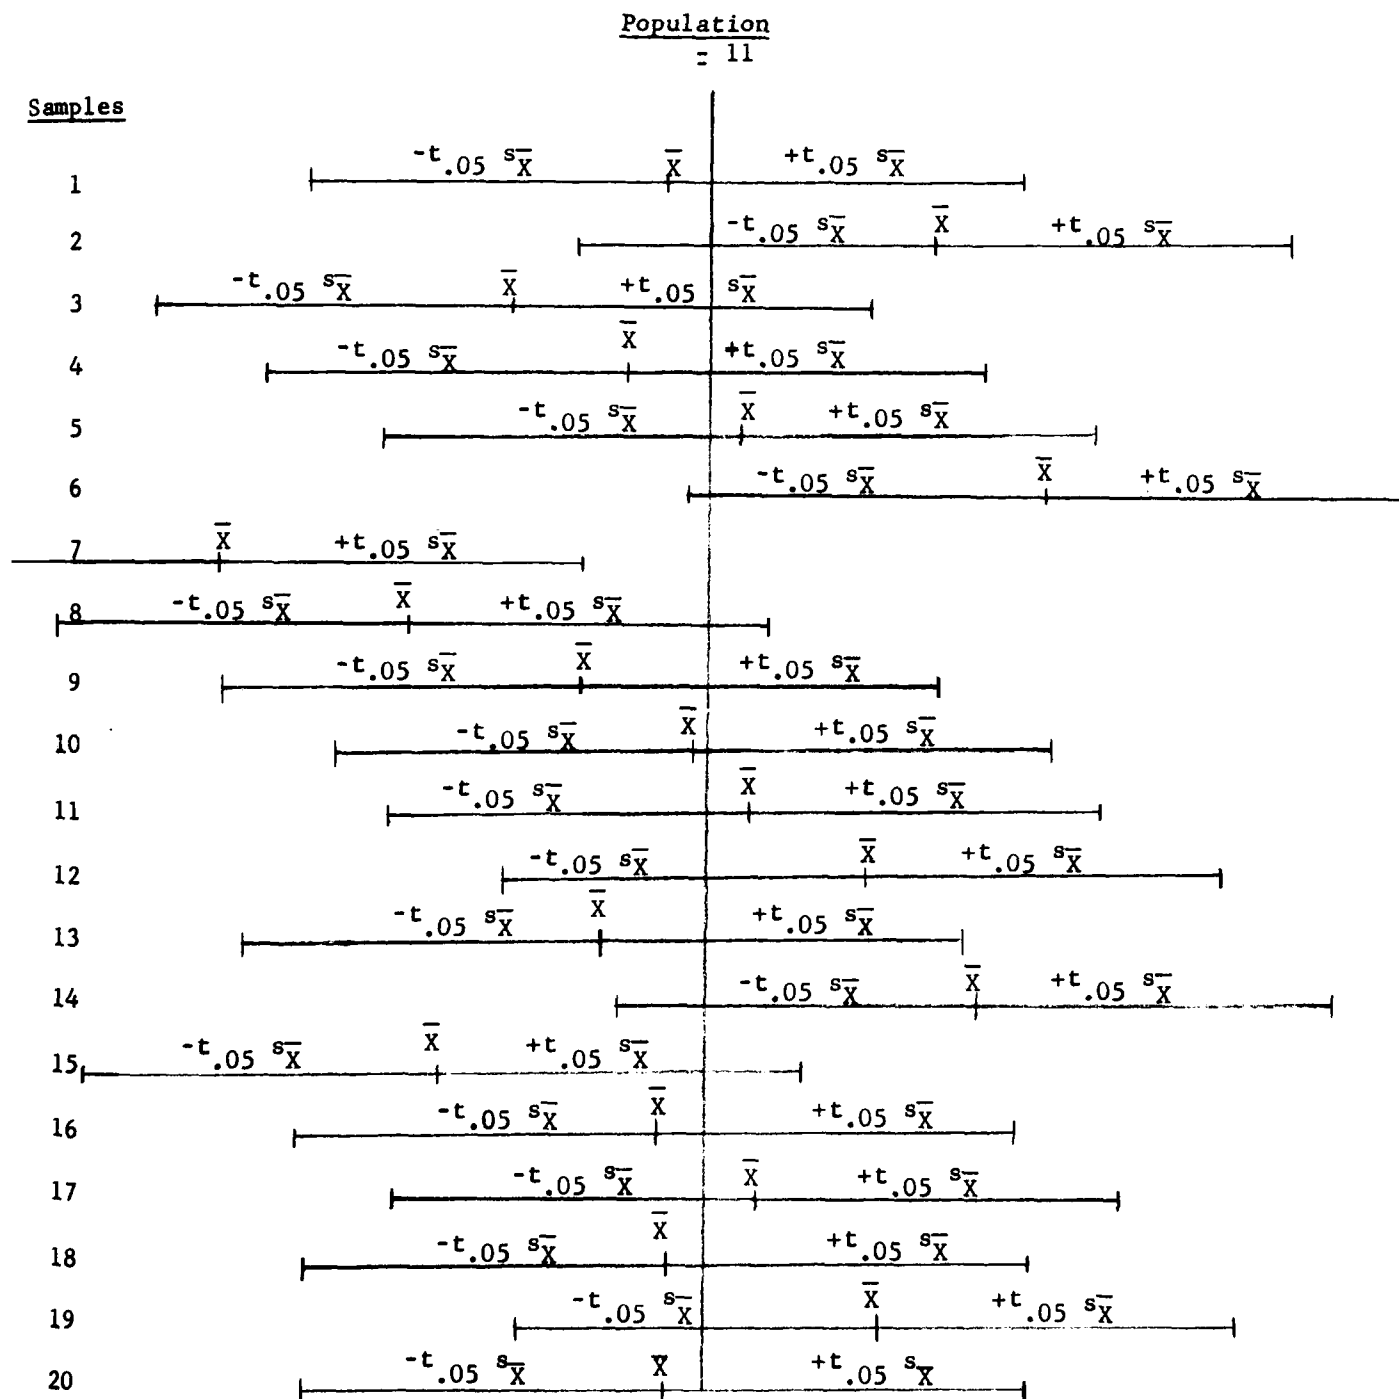 Population
= 11
Samples
1 -t.05 sX̄ X̄ +t.05 sX̄
2 -t.05 sX̄ X̄ +t.05 sX̄
3 -t.05 sX̄ X̄ +t.05 sX̄
4 -t.05 sX̄ X̄ +t.05 sX̄
5 -t.05 sX̄ X̄ +t.05 sX̄
6 -t.05 sX̄ X̄ +t.05 sX̄
7 X̄ +t.05 sX̄
8 -t.05 sX̄ X̄ +t.05 sX̄
9 -t.05 sX̄ X̄ +t.05 sX̄
10 -t.05 sX̄ X̄ +t.05 sX̄
11 -t.05 sX̄ X̄ +t.05 sX̄
12 -t.05 sX̄ X̄ +t.05 sX̄
13 -t.05 sX̄ X̄ +t.05 sX̄
14 -t.05 sX̄ X̄ +t.05 sX̄
15 -t.05 sX̄ X̄ +t.05 sX̄
16 -t.05 sX̄ X̄ +t.05 sX̄
17 -t.05 sX̄ X̄ +t.05 sX̄
18 -t.05 sX̄ X̄ +t.05 sX̄
19 -t.05 sX̄ X̄ +t.05 sX̄
20 -t.05 sX̄ X̄ +t.05 sX̄